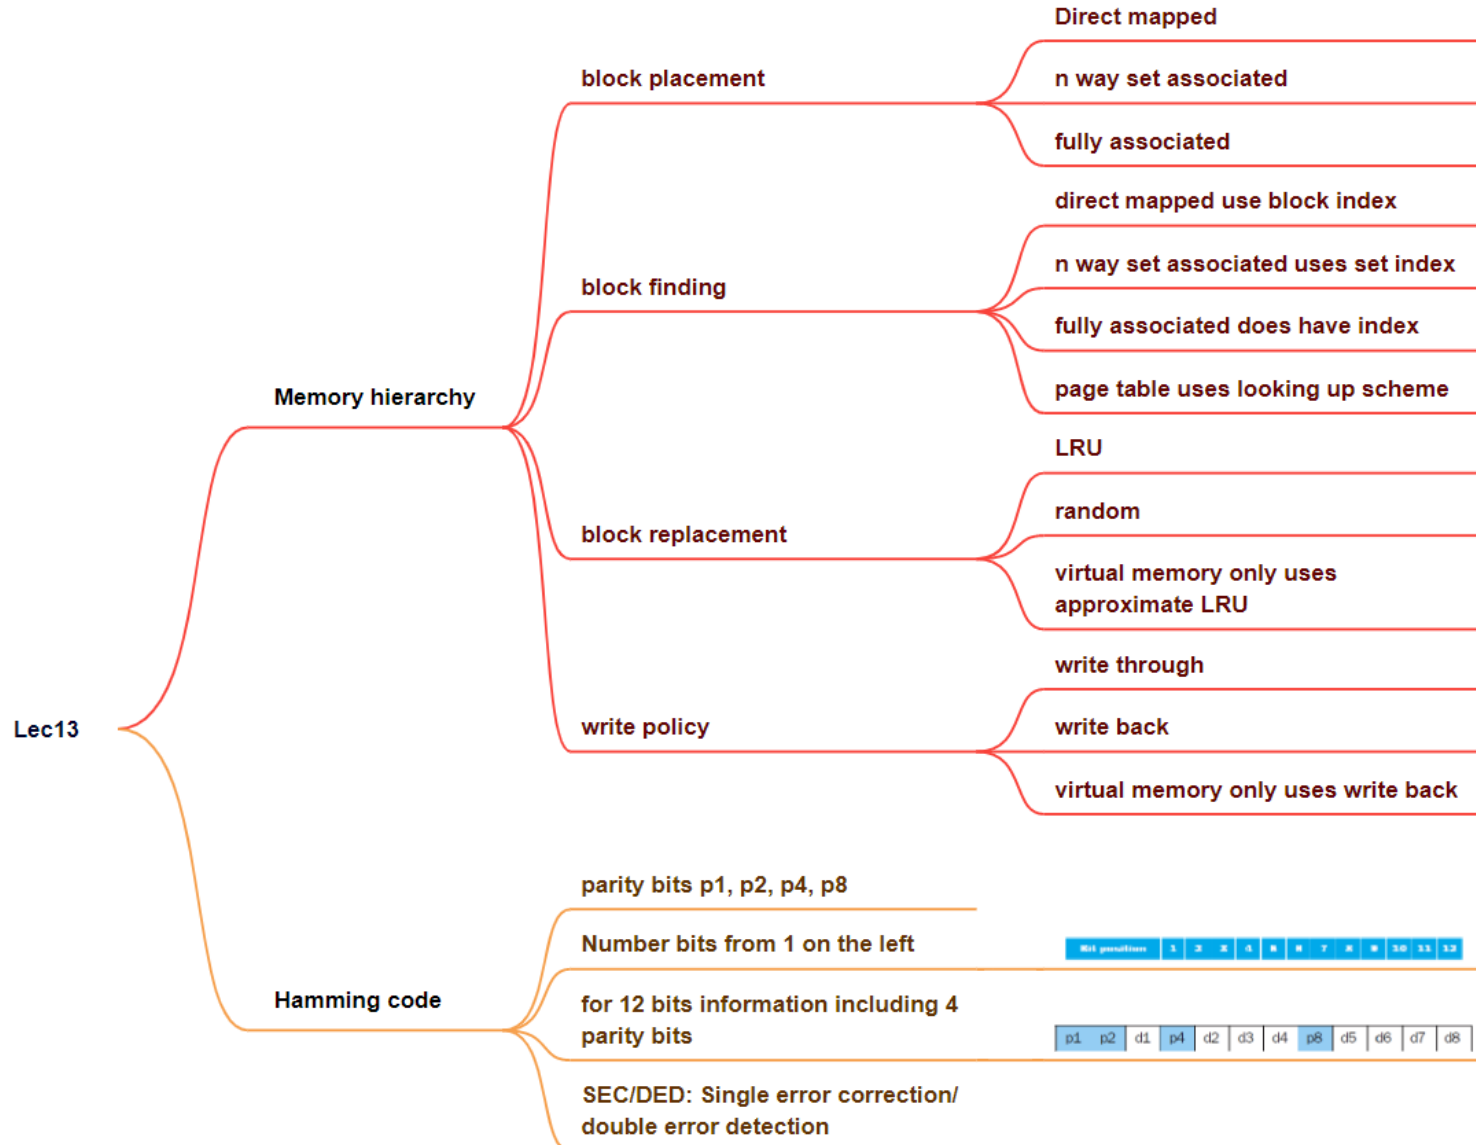 Direct mapped
block placement
n way set associated
fully associated
direct mapped use block index
n way set associated uses set index
block finding
fully associated does have index
Memory hierarchy
page table uses looking up scheme
LRU
random
block replacement
virtual memory only uses
approximate LRU
write through
Lec13
write policy
write back
virtual memory only uses write back
parity bits p1, p2, p4, p8
Number bits from 1 on the left
Bit position 1 2 3 4 5 6 7 8 9 10 11 12
Hamming code
for 12 bits information including 4
parity bits
p1 p2 d1 p4 d2 d3 d4 p8 d5 d6 d7 d8
SEC/DED: Single error correction/
double error detection